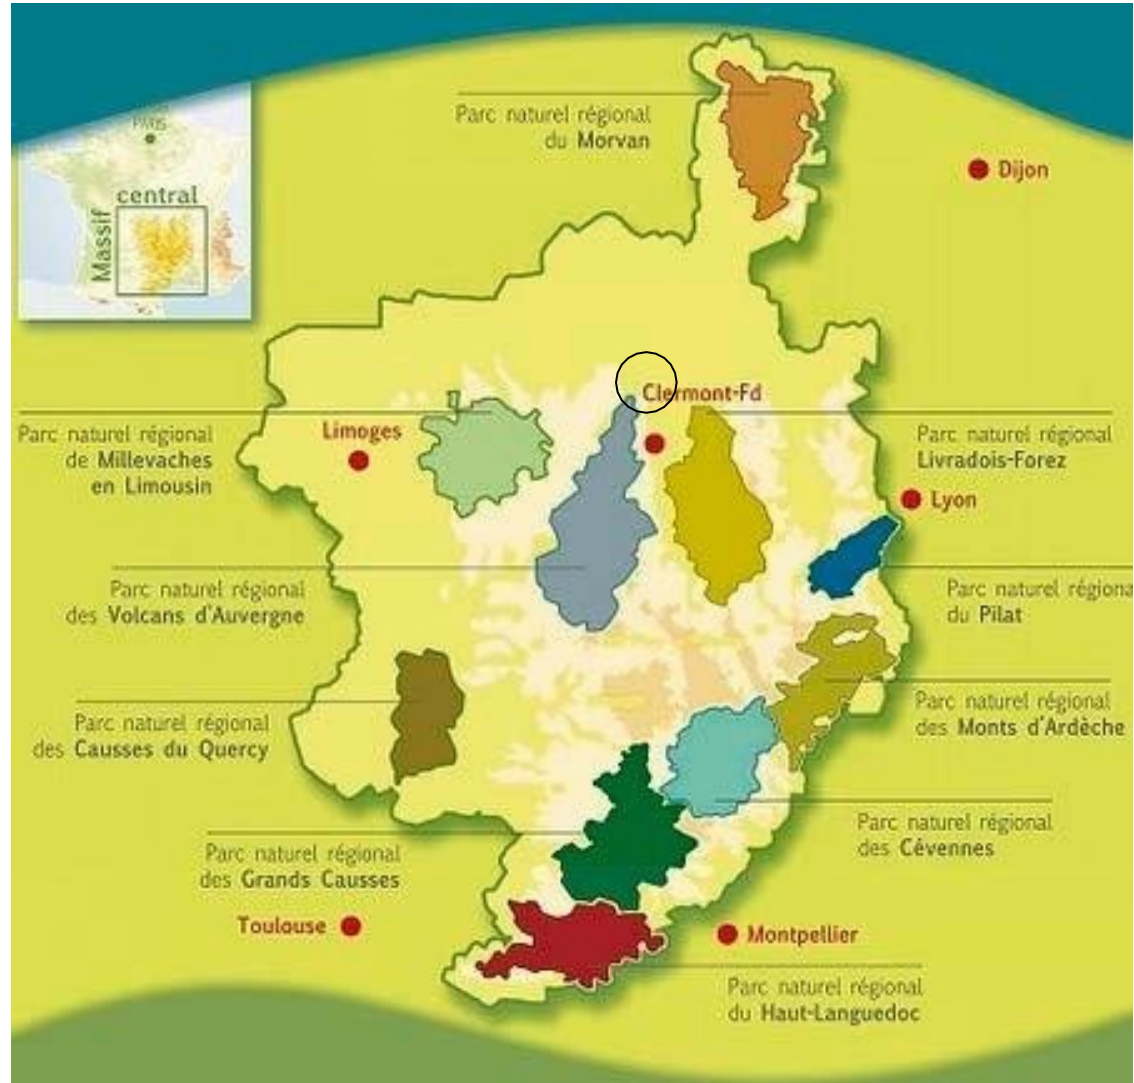 Parc naturel régional
du Morvan
Dijon
PARIS
central
Massif
Clermont-Fd
Limoges
Parc naturel régional
de Millevaches
en Limousin
Parc naturel régional
Livradois-Forez
Lyon
Parc naturel régional
des Volcans d'Auvergne
Parc naturel
du Pilat
Parc naturel régional
des Causses du Quercy
Parc naturel régional
des Monts d'Ardèche
Parc naturel régional
des Cévennes
Parc naturel régional
des Grands Causses
Toulouse
Montpellier
Parc naturel régional
du Haut-Languedoc